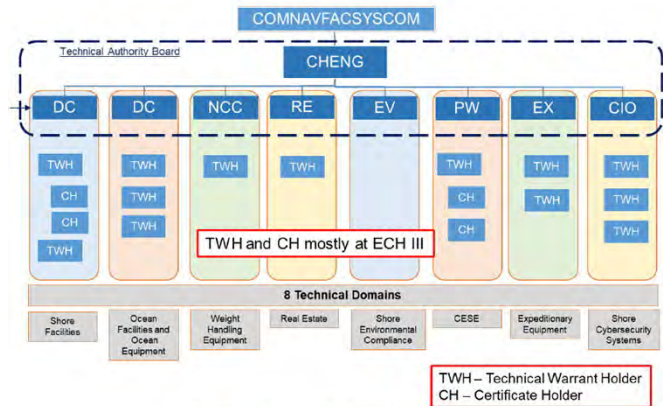 COMNAVFACSYSCOM
Technical Authority Board
CHENG
DC DC NCC RE EV PW EX CIO
TWH TWH TWH TWH TWH TWH TWH
CH TWH CH TWH TWH
CH TWH CH TWH
TWH
TWH and CH mostly at ECH III
8 Technical Domains
Shore
Facilities
Ocean
Facilities and
Ocean
Equipment
Weight
Handling
Equipment
Real Estate
Shore
Environmental
Compliance
CESE
Expeditionary
Equipment
Shore
Cybersecurity
Systems
TWH – Technical Warrant Holder
CH – Certificate Holder